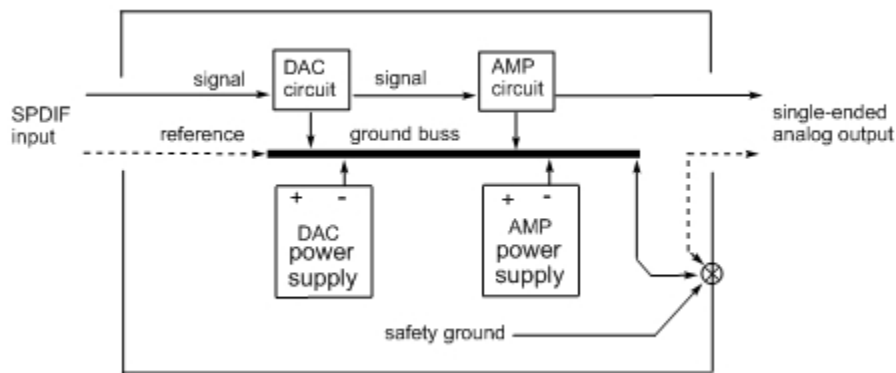 DAC
circuit
AMP
circuit
signal
signal
SPDIF
input
single-ended
analog output
reference
ground buss
+ -
+ -
DAC
power
supply
AMP
power
supply
safety ground